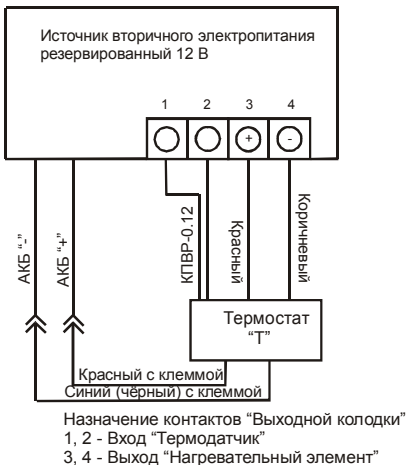 Источник вторичного электропитания
резервированный 12 В
1 2 3 4
+ -
АКБ “-”
АКБ “+”
КПВР-0.12
Красный
Коричневый
Термостат
“Т”
Красный с клеммой
Синий (чёрный) с клеммой
Назначение контактов “Выходной колодки”
1, 2 - Вход “Термодатчик”
3, 4 - Выход “Нагревательный элемент”